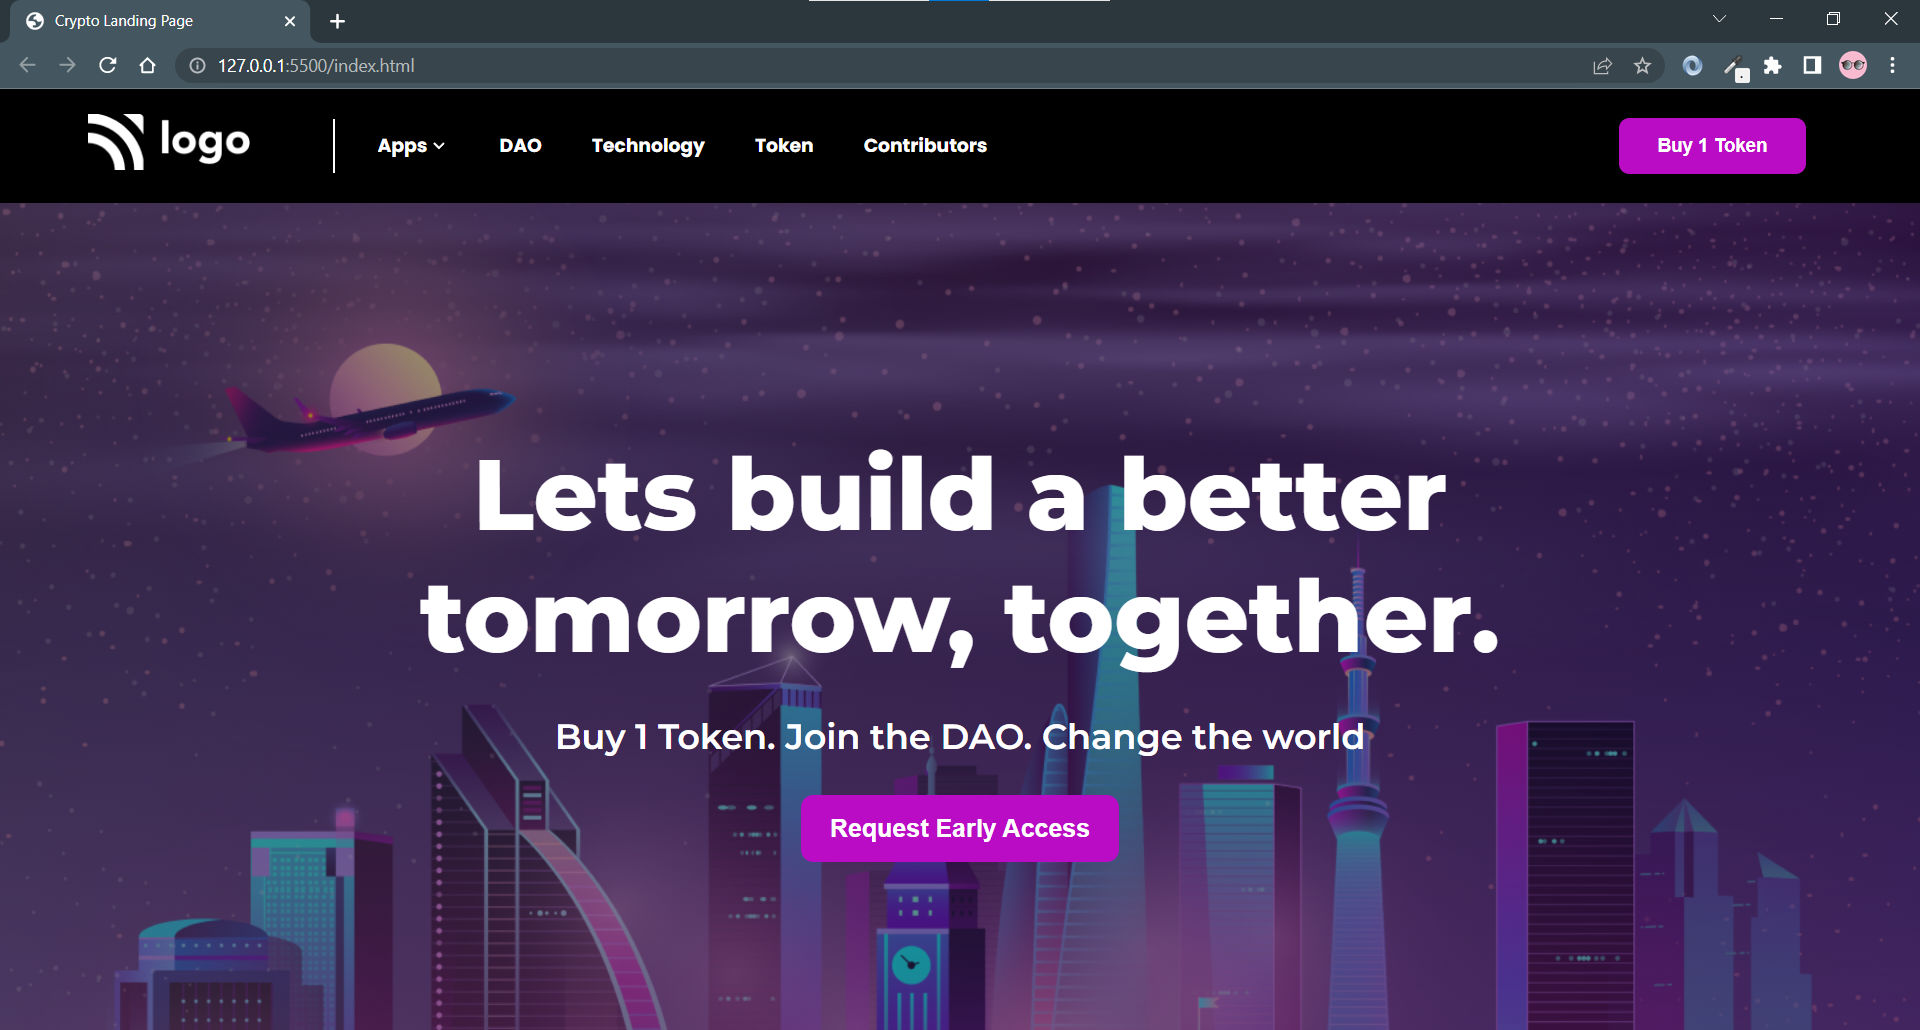 Crypto Landing Page
127.0.0.1:5500/index.html
logo
Apps
DAO
Technology
Token
Contributors
Buy 1 Token
Lets build a better
tomorrow, together.
Buy 1 Token. Join the DAO. Change the world
Request Early Access